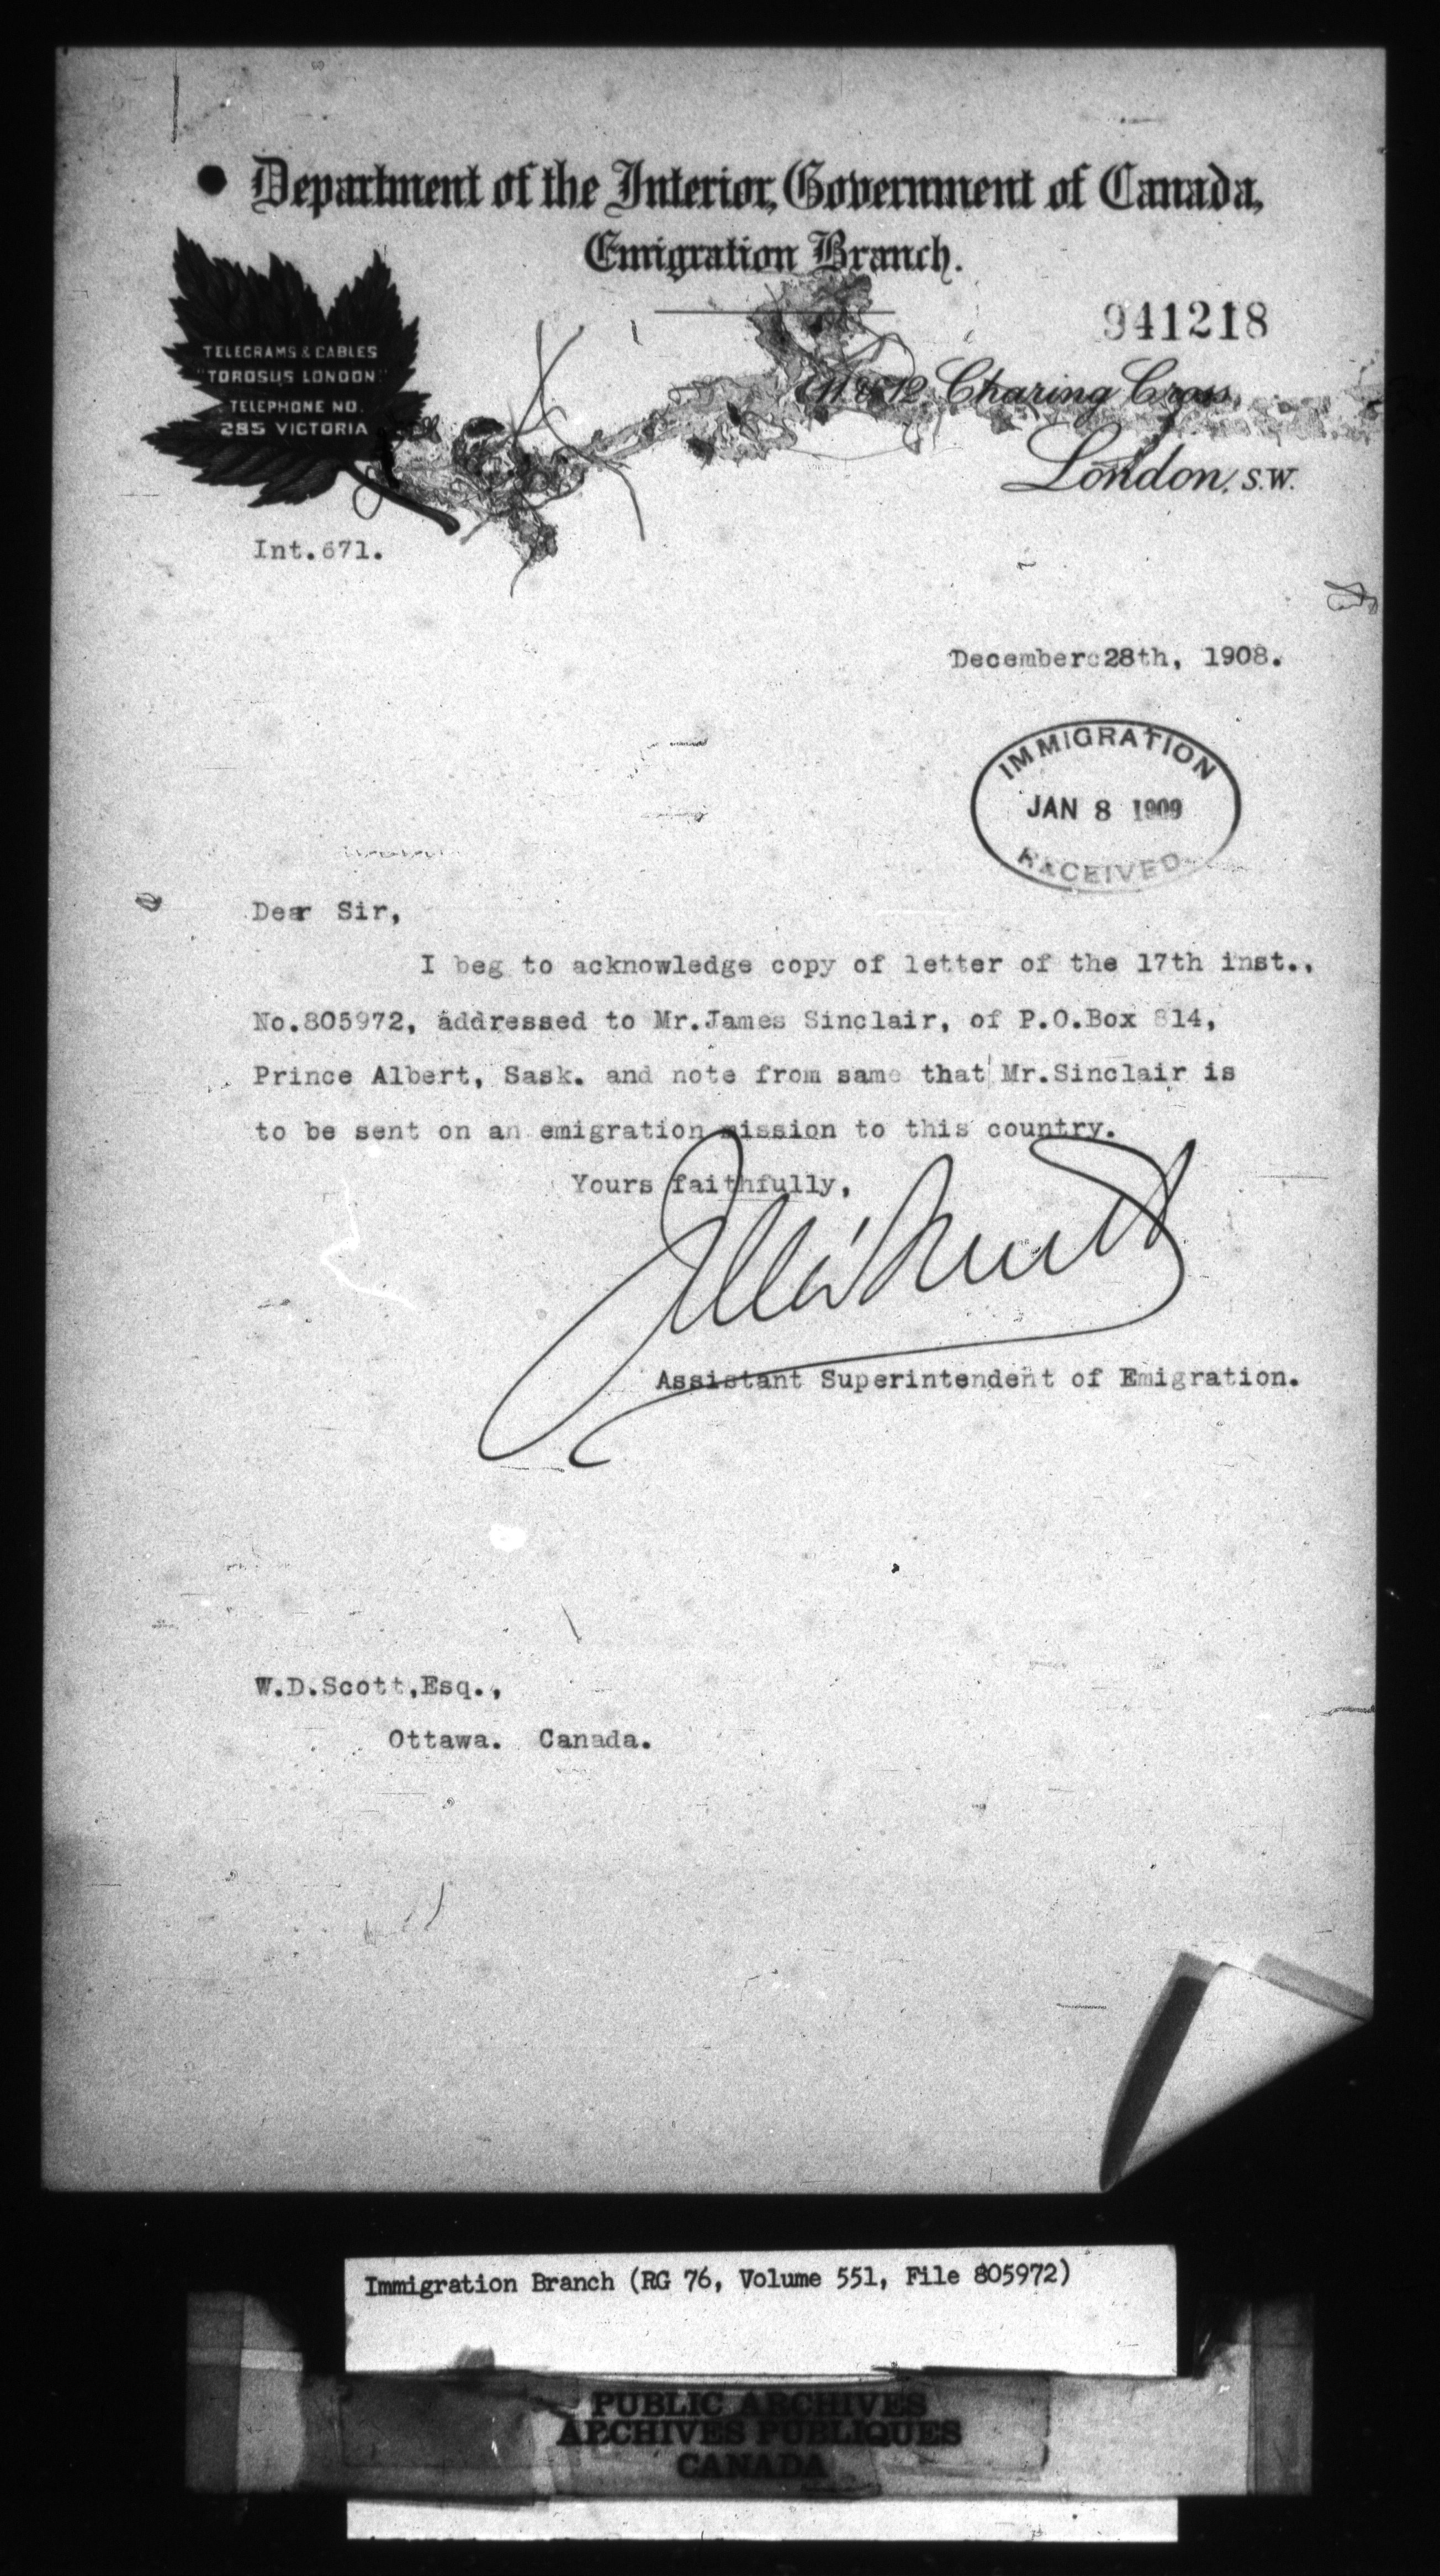 Department of the Interior, Government of Canada,
Emigration Branch.
941218
TELEGRAMS & CABLES
"TOROSUS LONDON"
TELEPHONE NO.
285 VICTORIA
11 & 12 Charing Cross,
London, S.W.
Int.671.
December 28th, 1908.
IMMIGRATION
JAN 8 1909
RACEIVED
Dear Sir,
I beg to acknowledge copy of letter of the 17th inst.,
No.805972, addressed to Mr.James Sinclair, of P.O.Box 814,
Prince Albert, Sask. and note from same that Mr.Sinclair is
to be sent on an emigration mission to this country.
Yours faithfully,
Assistant Superintendent of Emigration.
W.D.Scott,Esq.,
Ottawa. Canada.
Immigration Branch (RG 76, Volume 551, File 805972)
PUBLIC ARCHIVES
ARCHIVES PUBLIQUES
CANADA